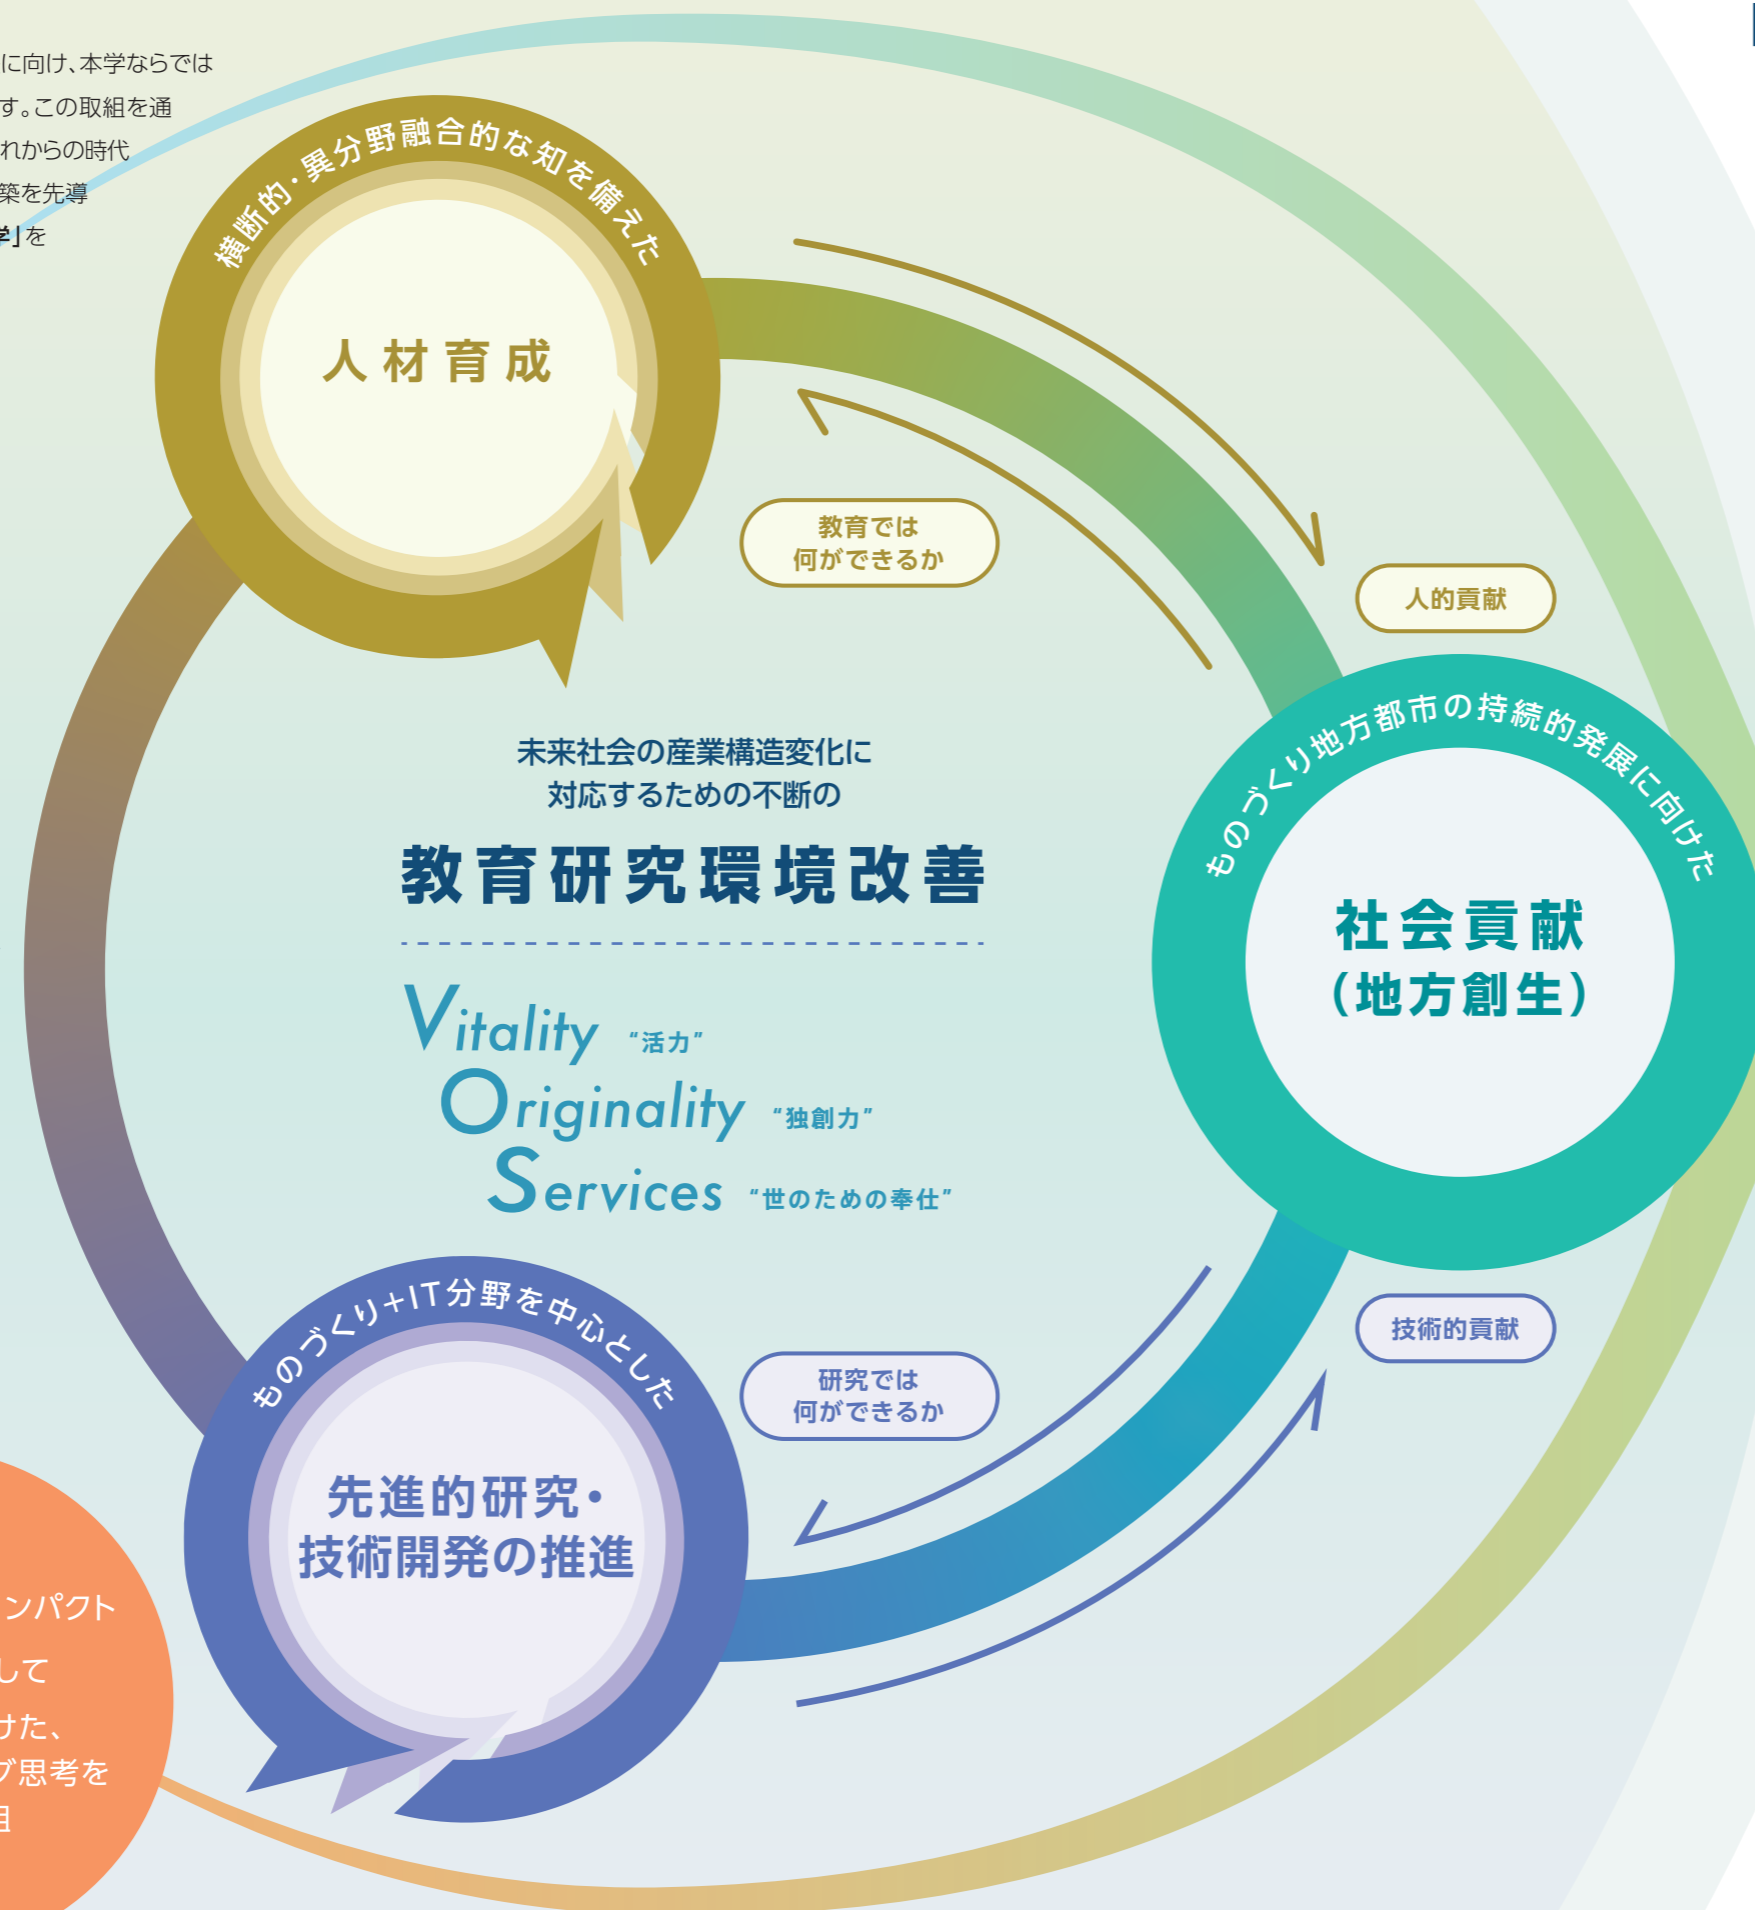 に向け、本学ならでは
す。この取組を通
れからの時代
築を先導
学」を
横断的・異分野融合的な知を備えた
人材育成
教育では
何ができるか
人的貢献
ものづくり地方都市の持続的発展に向けた
社会貢献
（地方創生）
未来社会の産業構造変化に
対応するための不断の
教育研究環境改善
Vitality “活力”
Originality “独創力”
Services “世のための奉仕”
ものづくり+IT分野を中心とした
先進的研究・
技術開発の推進
研究では
何ができるか
技術的貢献
ンパクト
して
けた、
グ思考を
組